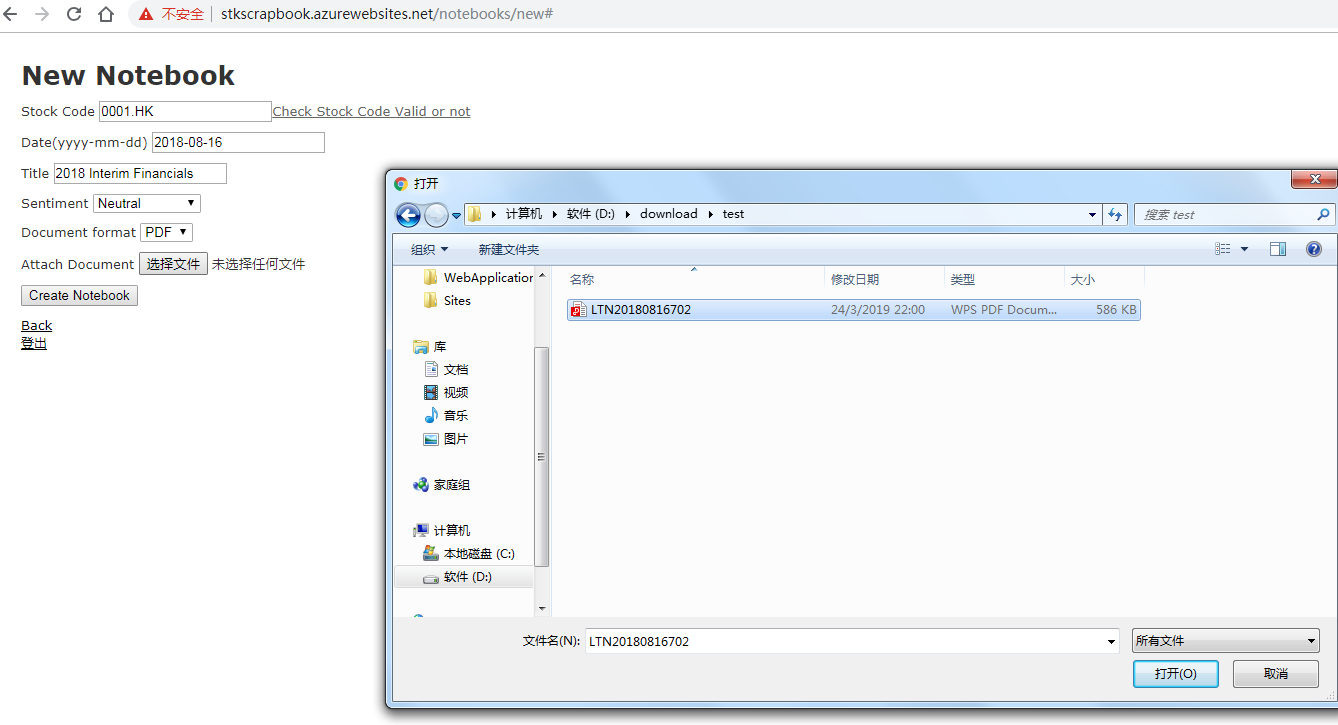 不安全 stkscrapbook.azurewebsites.net/notebooks/new#
New Notebook
Stock Code 0001.HK Check Stock Code Valid or not
Date(yyyy-mm-dd) 2018-08-16
Title 2018 Interim Financials
Sentiment Neutral
Document format PDF
Attach Document 选择文件 未选择任何文件
Create Notebook
Back
登出
打开
计算机 软件 (D:) download test
搜索 test
组织 新建文件夹
WebApplication
Sites
库
文档
视频
音乐
图片
家庭组
计算机
本地磁盘 (C:)
软件 (D:)
名称 修改日期 类型 大小
LTN20180816702 24/3/2019 22:00 WPS PDF Docum... 586 KB
文件名(N): LTN20180816702 所有文件
打开(O) 取消